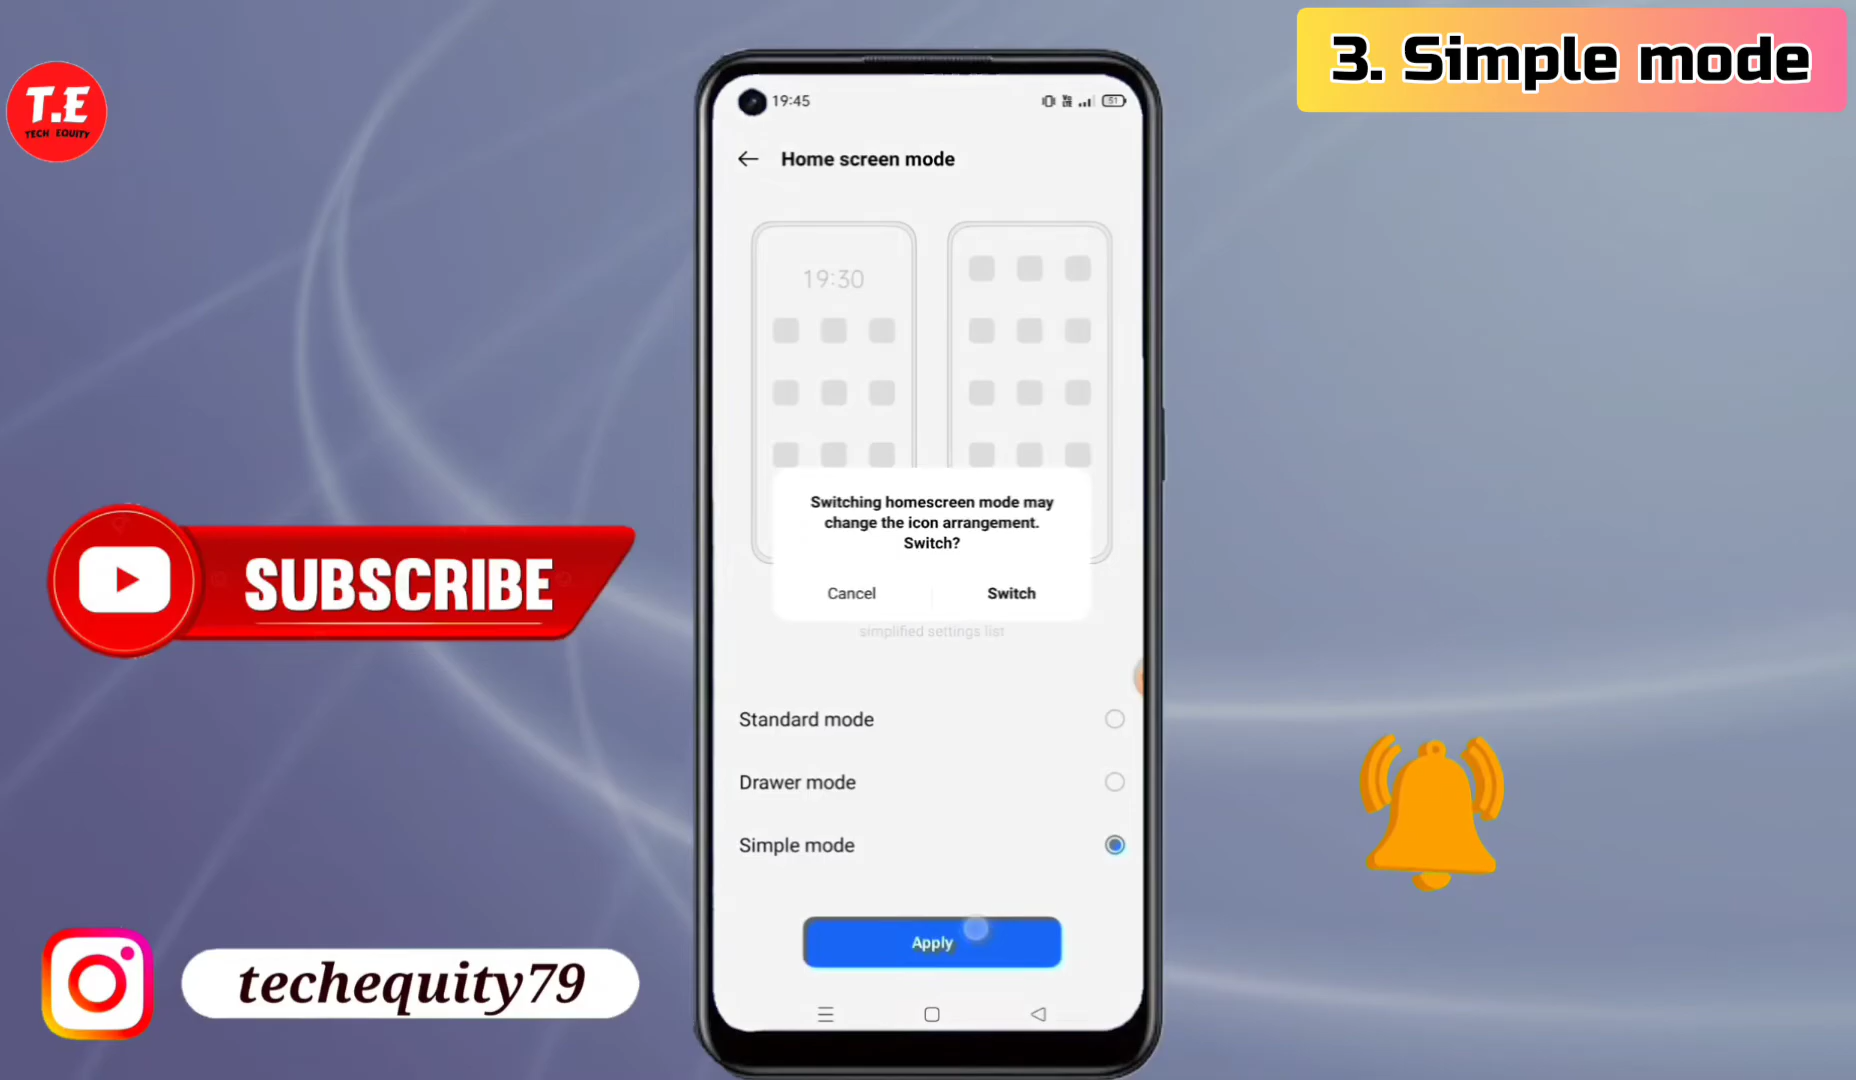 3. Simple mode
T.E
TECH EQUITY
19:45
51
Home screen mode
19:30
Switching homescreen mode may
change the icon arrangement.
Switch?
Cancel
Switch
simplified settings list
SUBSCRIBE
Standard mode
Drawer mode
Simple mode
Apply
techequity79